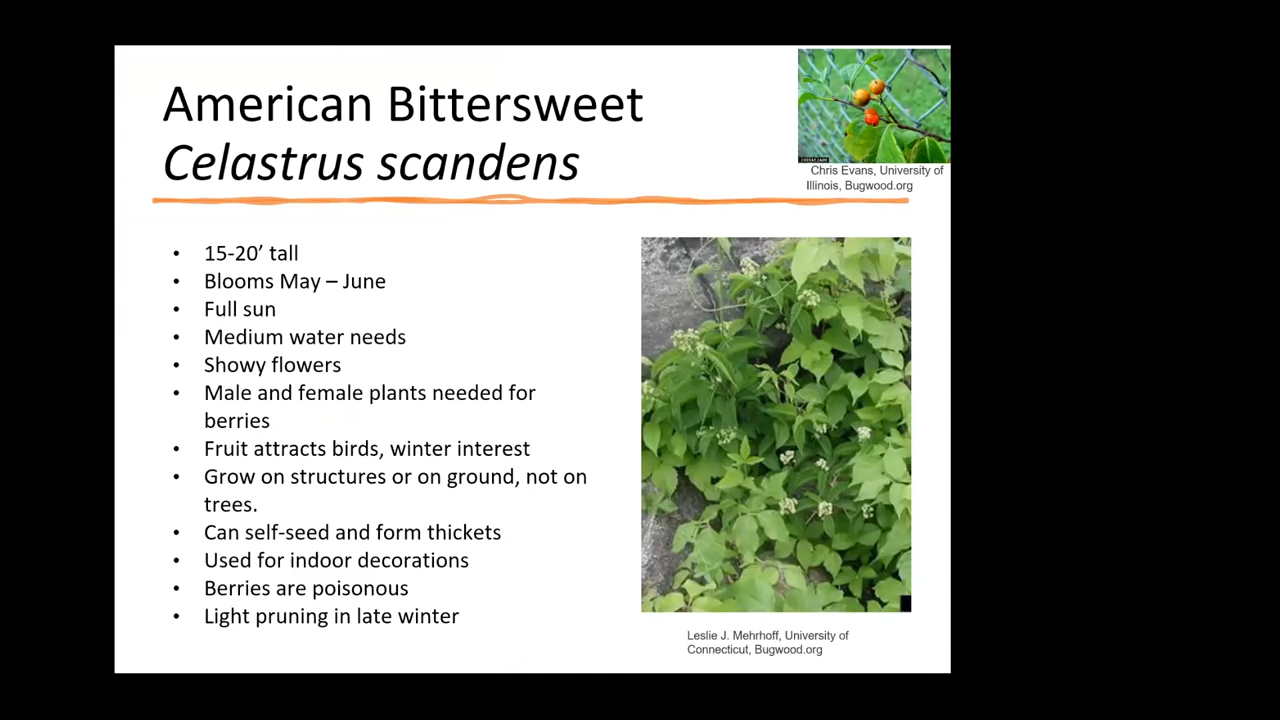 American Bittersweet
Celastrus scandens
Chris Evans, University of
Illinois, Bugwood.org
• 15-20’ tall
• Blooms May – June
• Full sun
• Medium water needs
• Showy flowers
• Male and female plants needed for
berries
• Fruit attracts birds, winter interest
• Grow on structures or on ground, not on
trees.
• Can self-seed and form thickets
• Used for indoor decorations
• Berries are poisonous
• Light pruning in late winter
Leslie J. Mehrhoff, University of
Connecticut, Bugwood.org